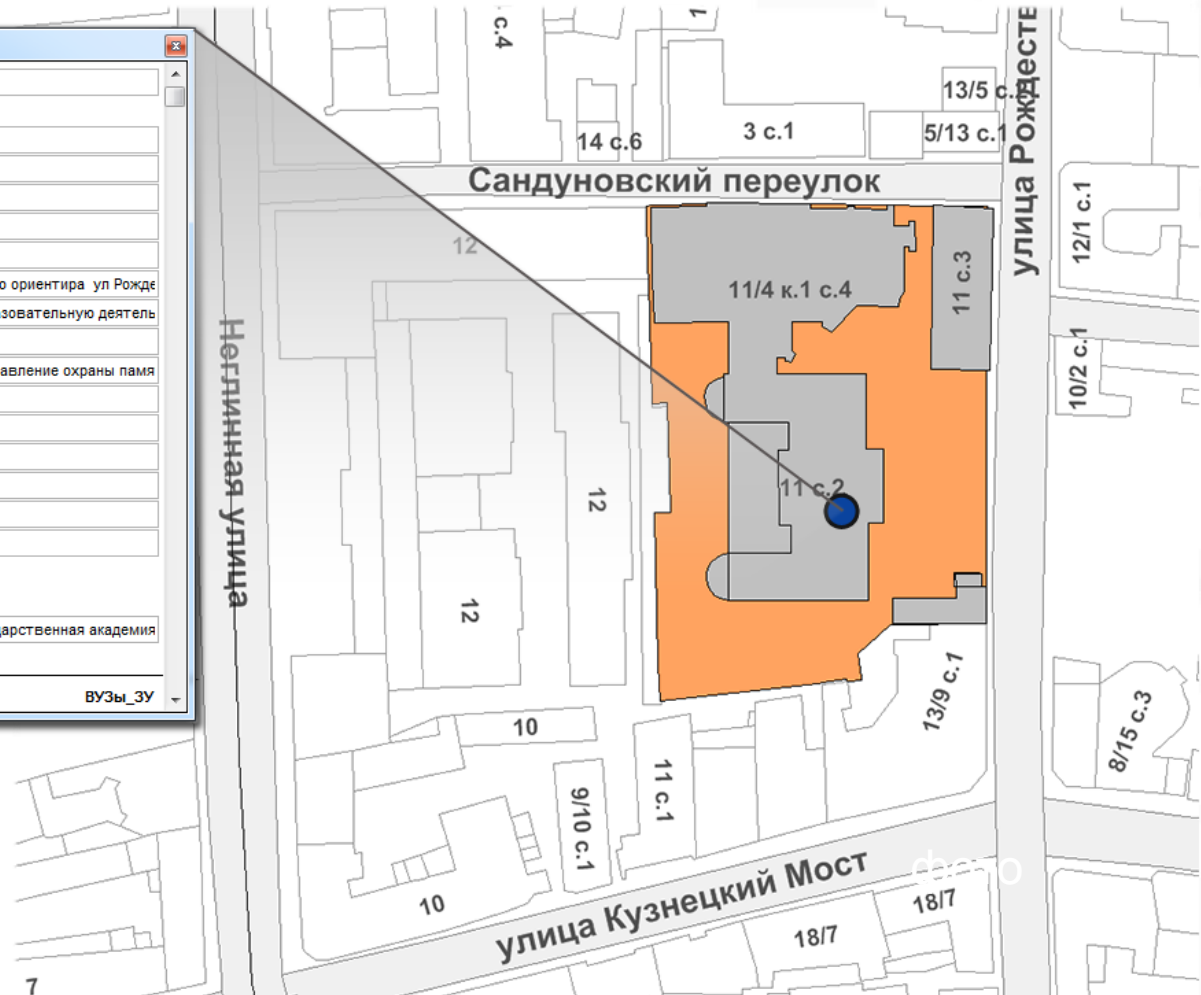 о ориентира ул Рожде
зовательную деятель
авление охраны памя
дарственная академия
ВУЗы_ЗУ
с.4
1
14 с.6
3 с.1
13/5 с.
5/13 с.1
Сандуновский переулок
улица Рождеств
12/1 с.1
12
11/4 к.1 с.4
11 с.3
10/2 с.1
Неглинная улица
12
11 с.2
12
13/9 с.1
8/15 с.3
10
11 с.1
9/10 с.1
улица Кузнецкий Мост
фото
10
18/7
18/7
7